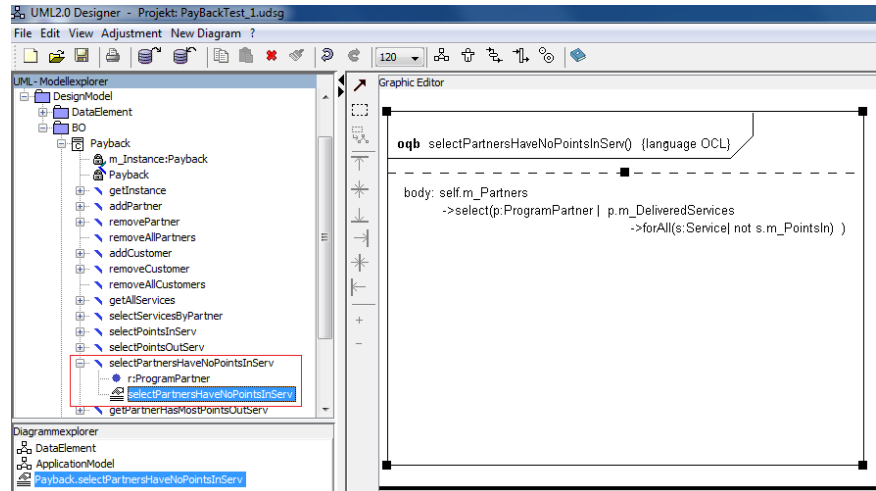 UML2.0 Designer - Projekt: PayBackTest_1.udsg
File Edit View Adjustment New Diagram ?
120
UML-Modellexplorer
DesignModel
DataElement
BO
Payback
m_Instance:Payback
Payback
getInstance
addPartner
removePartner
removeAllPartners
addCustomer
removeCustomer
removeAllCustomers
getAllServices
selectServicesByPartner
selectPointsInServ
selectPointsOutServ
selectPartnersHaveNoPointsInServ
r:ProgramPartner
selectPartnersHaveNoPointsInServ
getPartnerHasMostPointsOutServ
Diagrammexplorer
DataElement
ApplicationModel
Payback.selectPartnersHaveNoPointsInServ
Graphic Editor
oqb selectPartnersHaveNoPointsInServ() {language OCL}
body: self.m_Partners
->select(p:ProgramPartner | p.m_DeliveredServices
->forAll(s:Service| not s.m_PointsIn) )